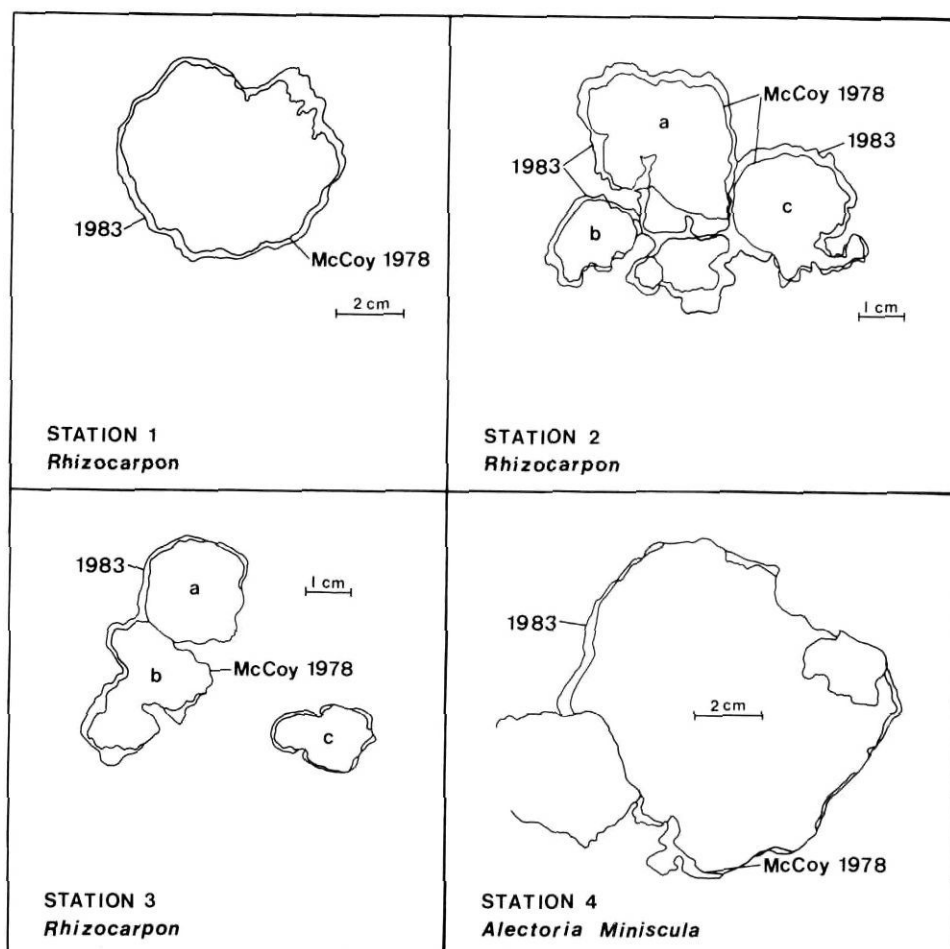 1983
McCoy 1978
2 cm
STATION 1
Rhizocarpon
McCoy 1978
a
1983
1983
b
c
1 cm
STATION 2
Rhizocarpon
1983
a
1 cm
b
McCoy 1978
c
STATION 3
Rhizocarpon
1983
2 cm
McCoy 1978
STATION 4
Alectoria Miniscula